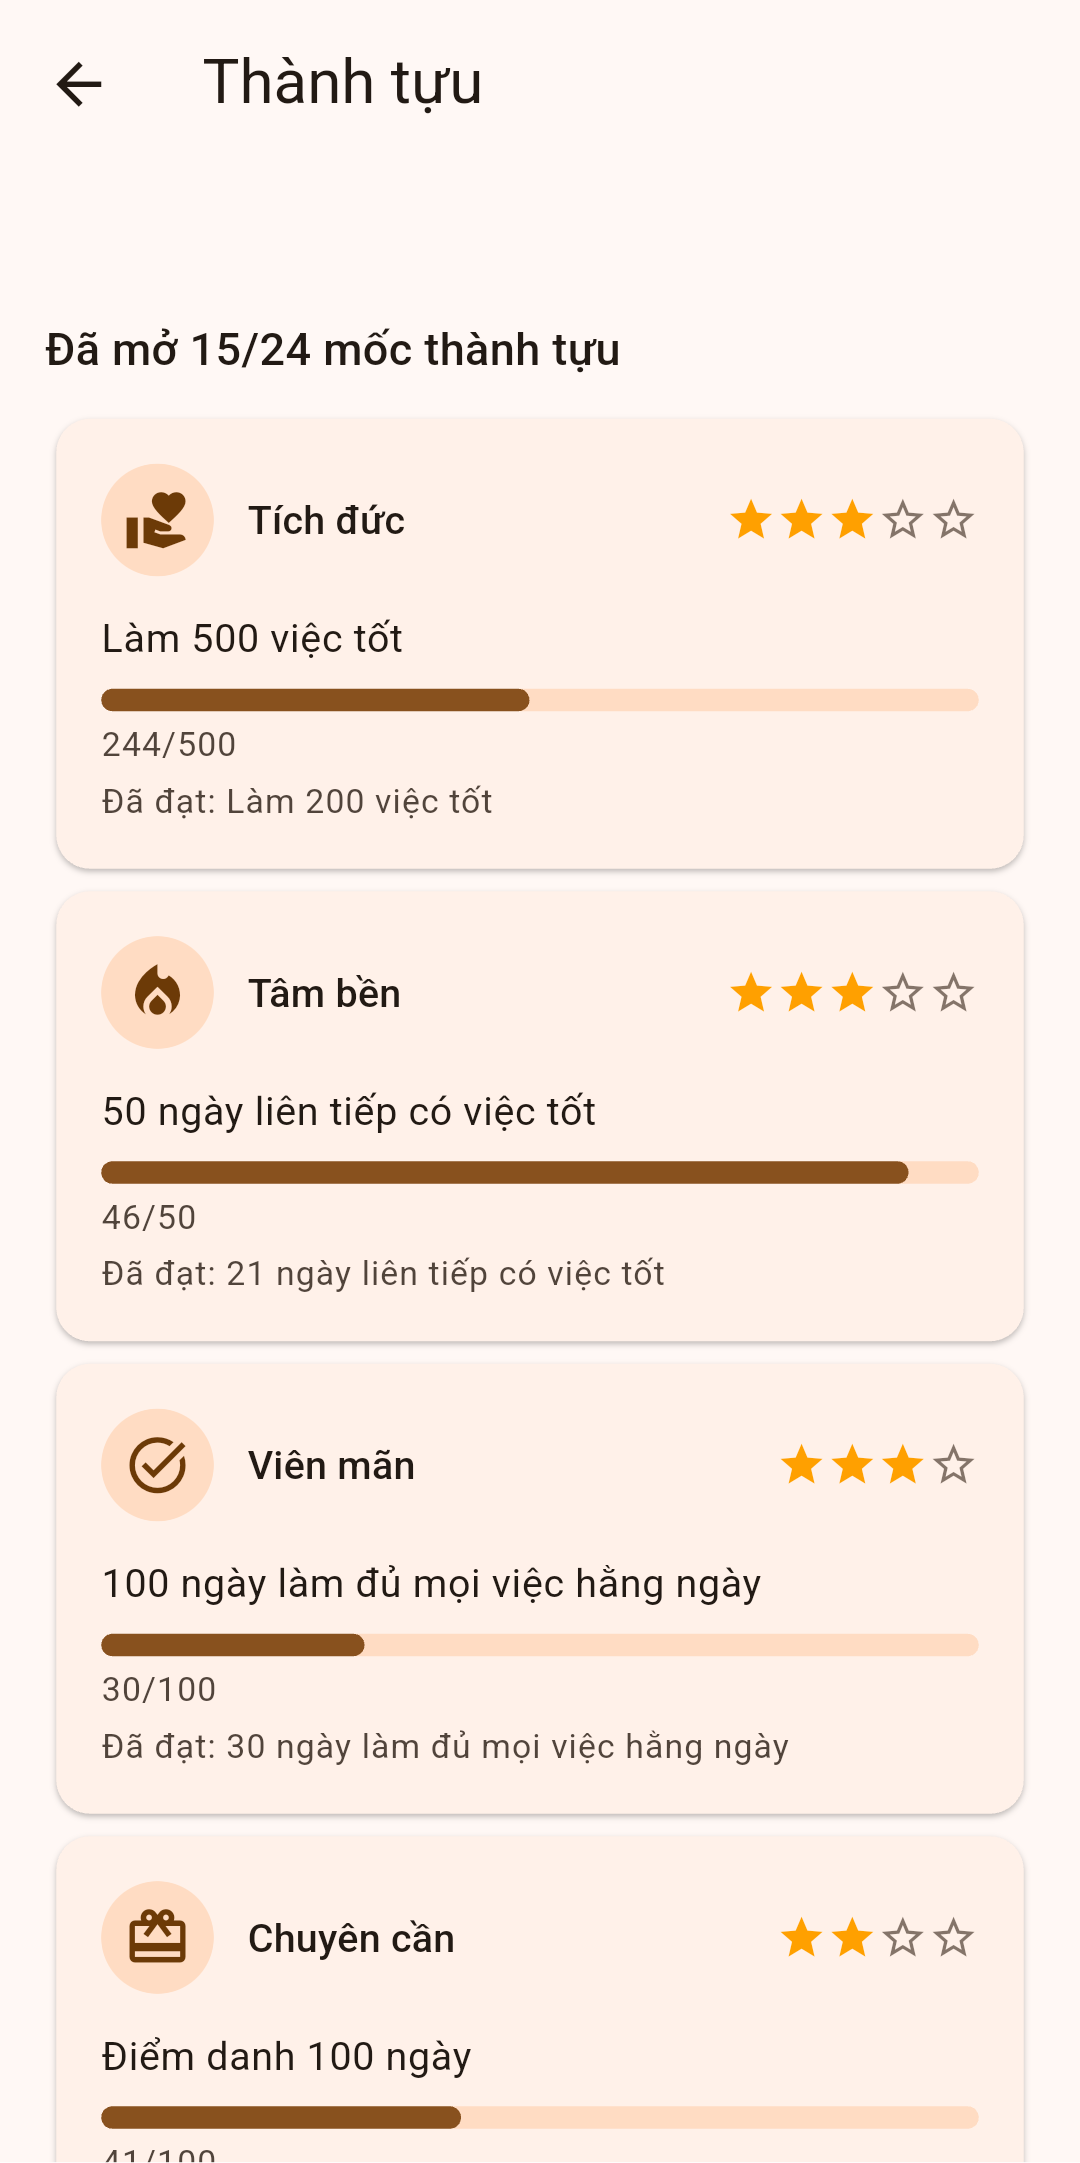 Thành tựu
Đã mở 15/24 mốc thành tựu
Tích đức
Làm 500 việc tốt
244/500
Đã đạt: Làm 200 việc tốt
Tâm bền
50 ngày liên tiếp có việc tốt
46/50
Đã đạt: 21 ngày liên tiếp có việc tốt
Viên mãn
100 ngày làm đủ mọi việc hằng ngày
30/100
Đã đạt: 30 ngày làm đủ mọi việc hằng ngày
Chuyên cần
Điểm danh 100 ngày
41/100